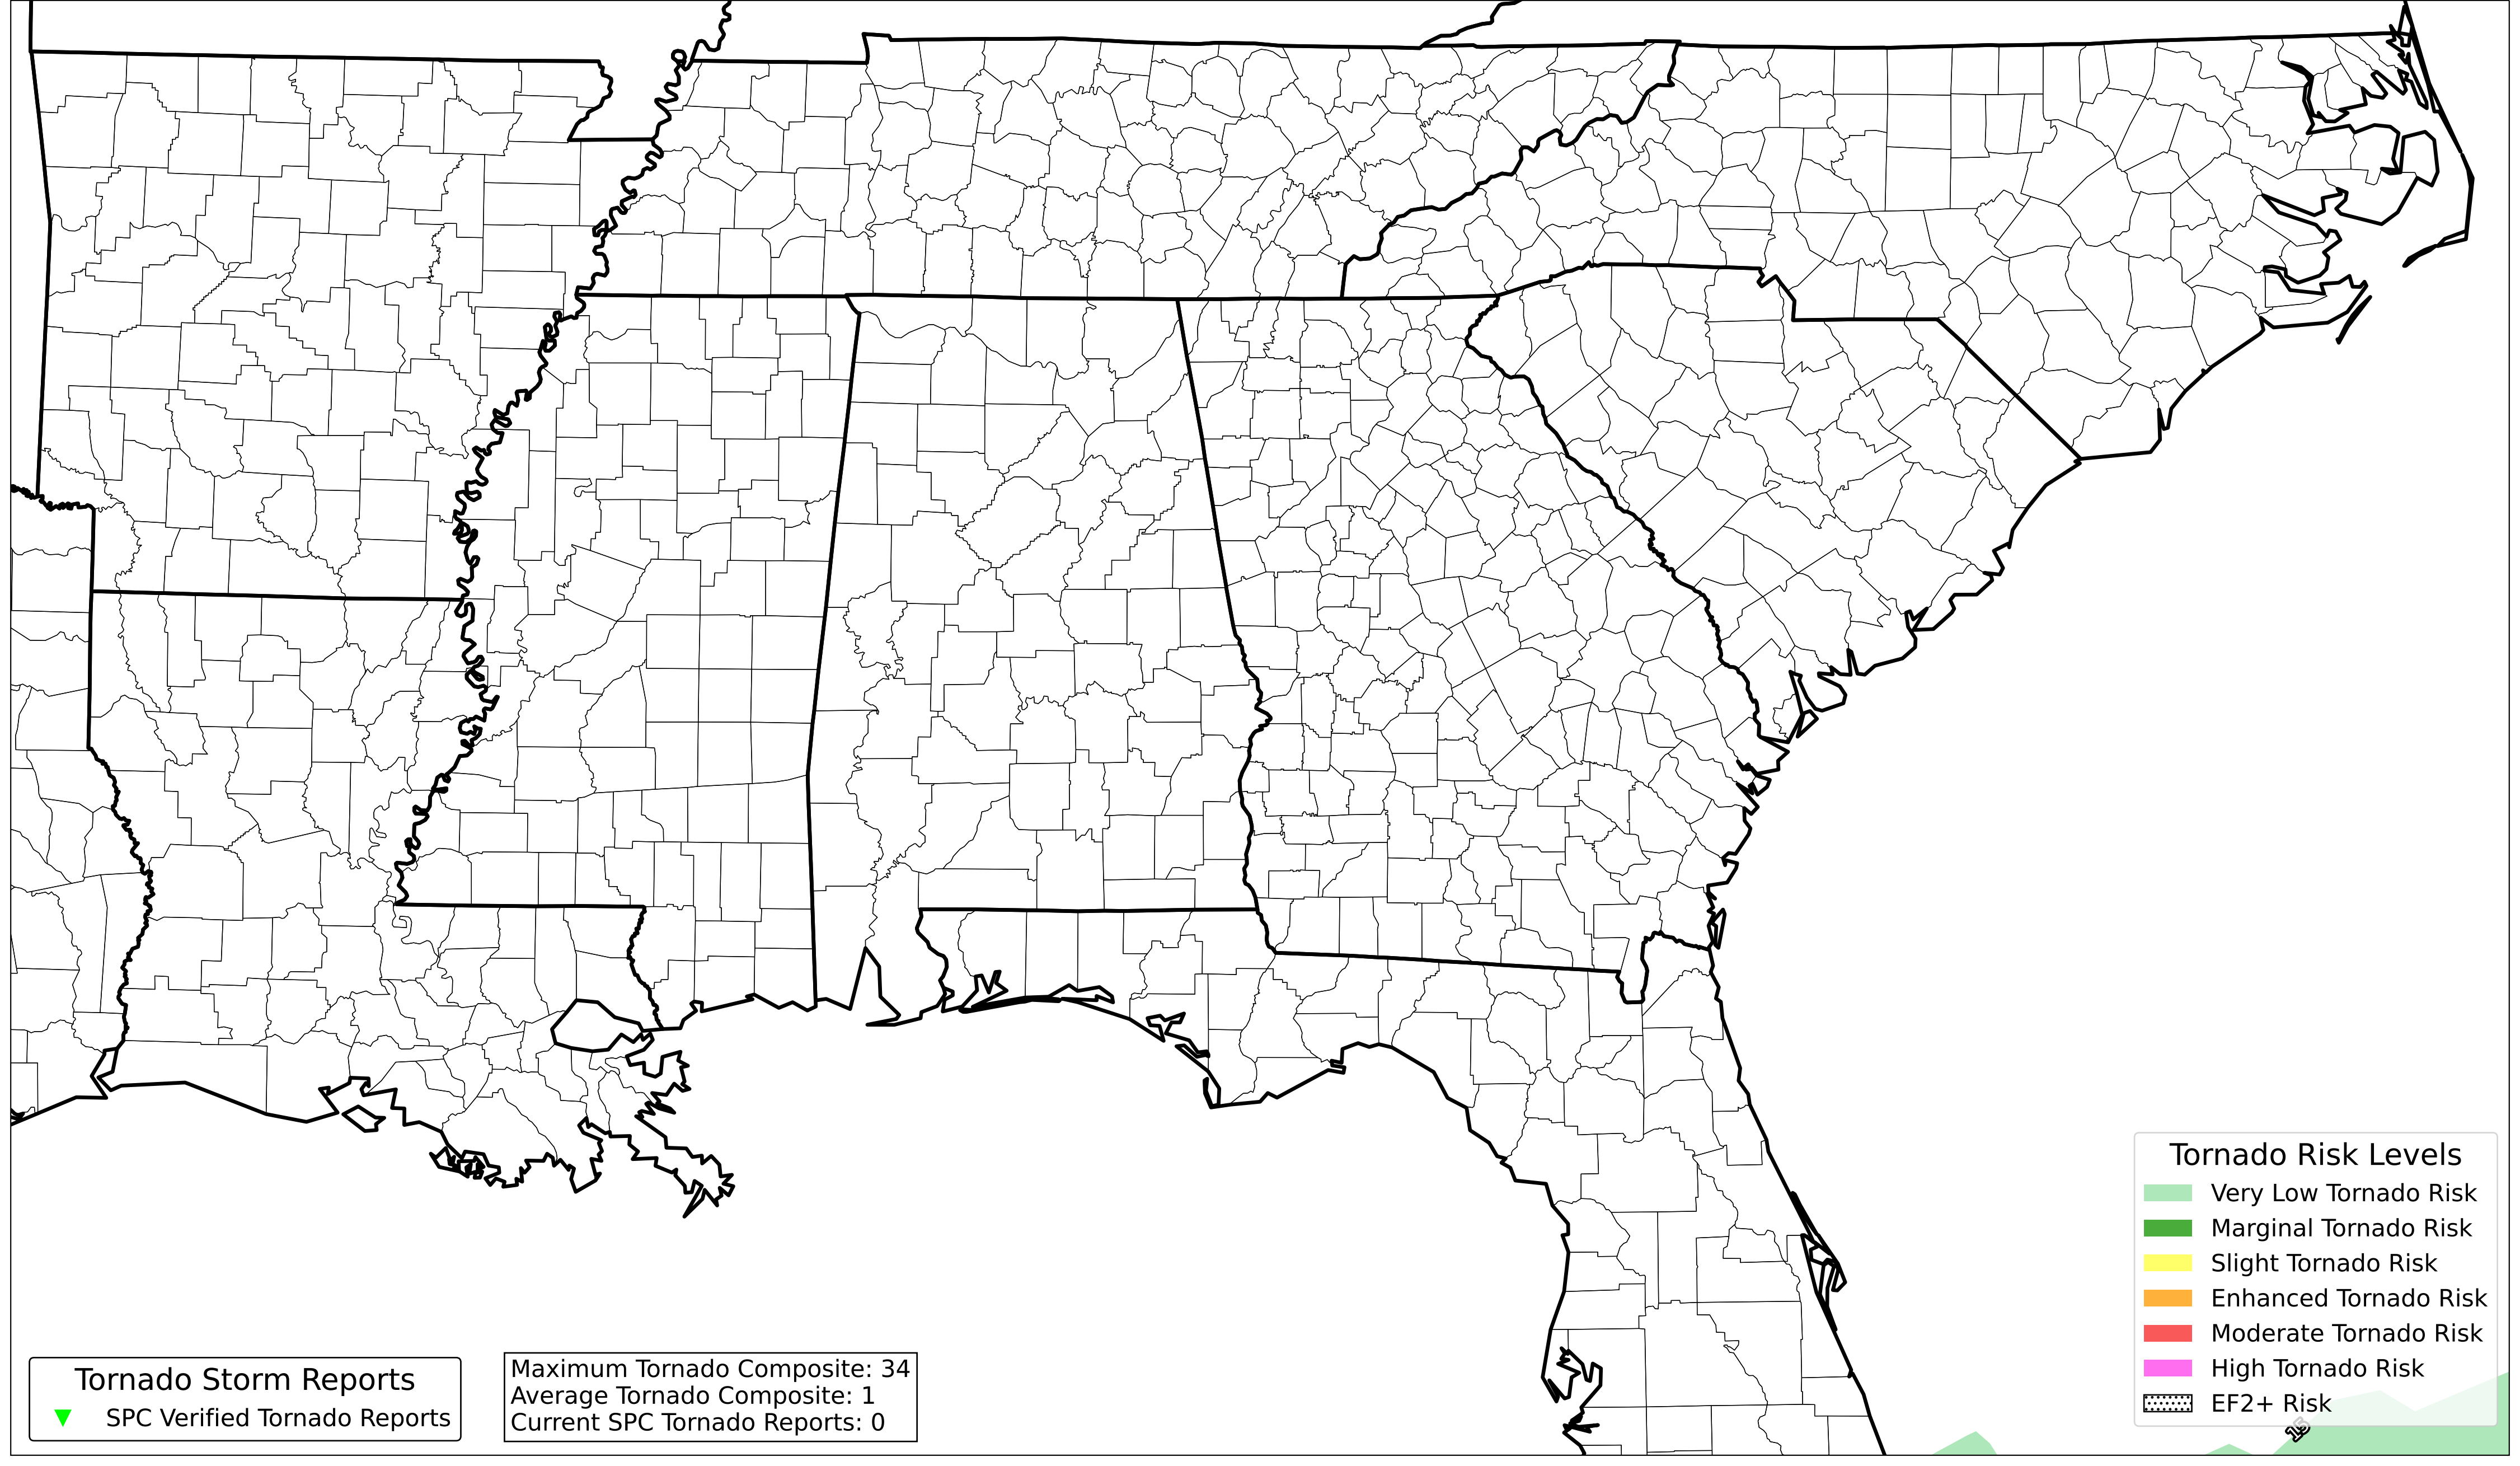 Tornado Risk Levels
Very Low Tornado Risk
Marginal Tornado Risk
Slight Tornado Risk
Enhanced Tornado Risk
Moderate Tornado Risk
High Tornado Risk
EF2+ Risk
15
Tornado Storm Reports
SPC Verified Tornado Reports
Maximum Tornado Composite: 34
Average Tornado Composite: 1
Current SPC Tornado Reports: 0